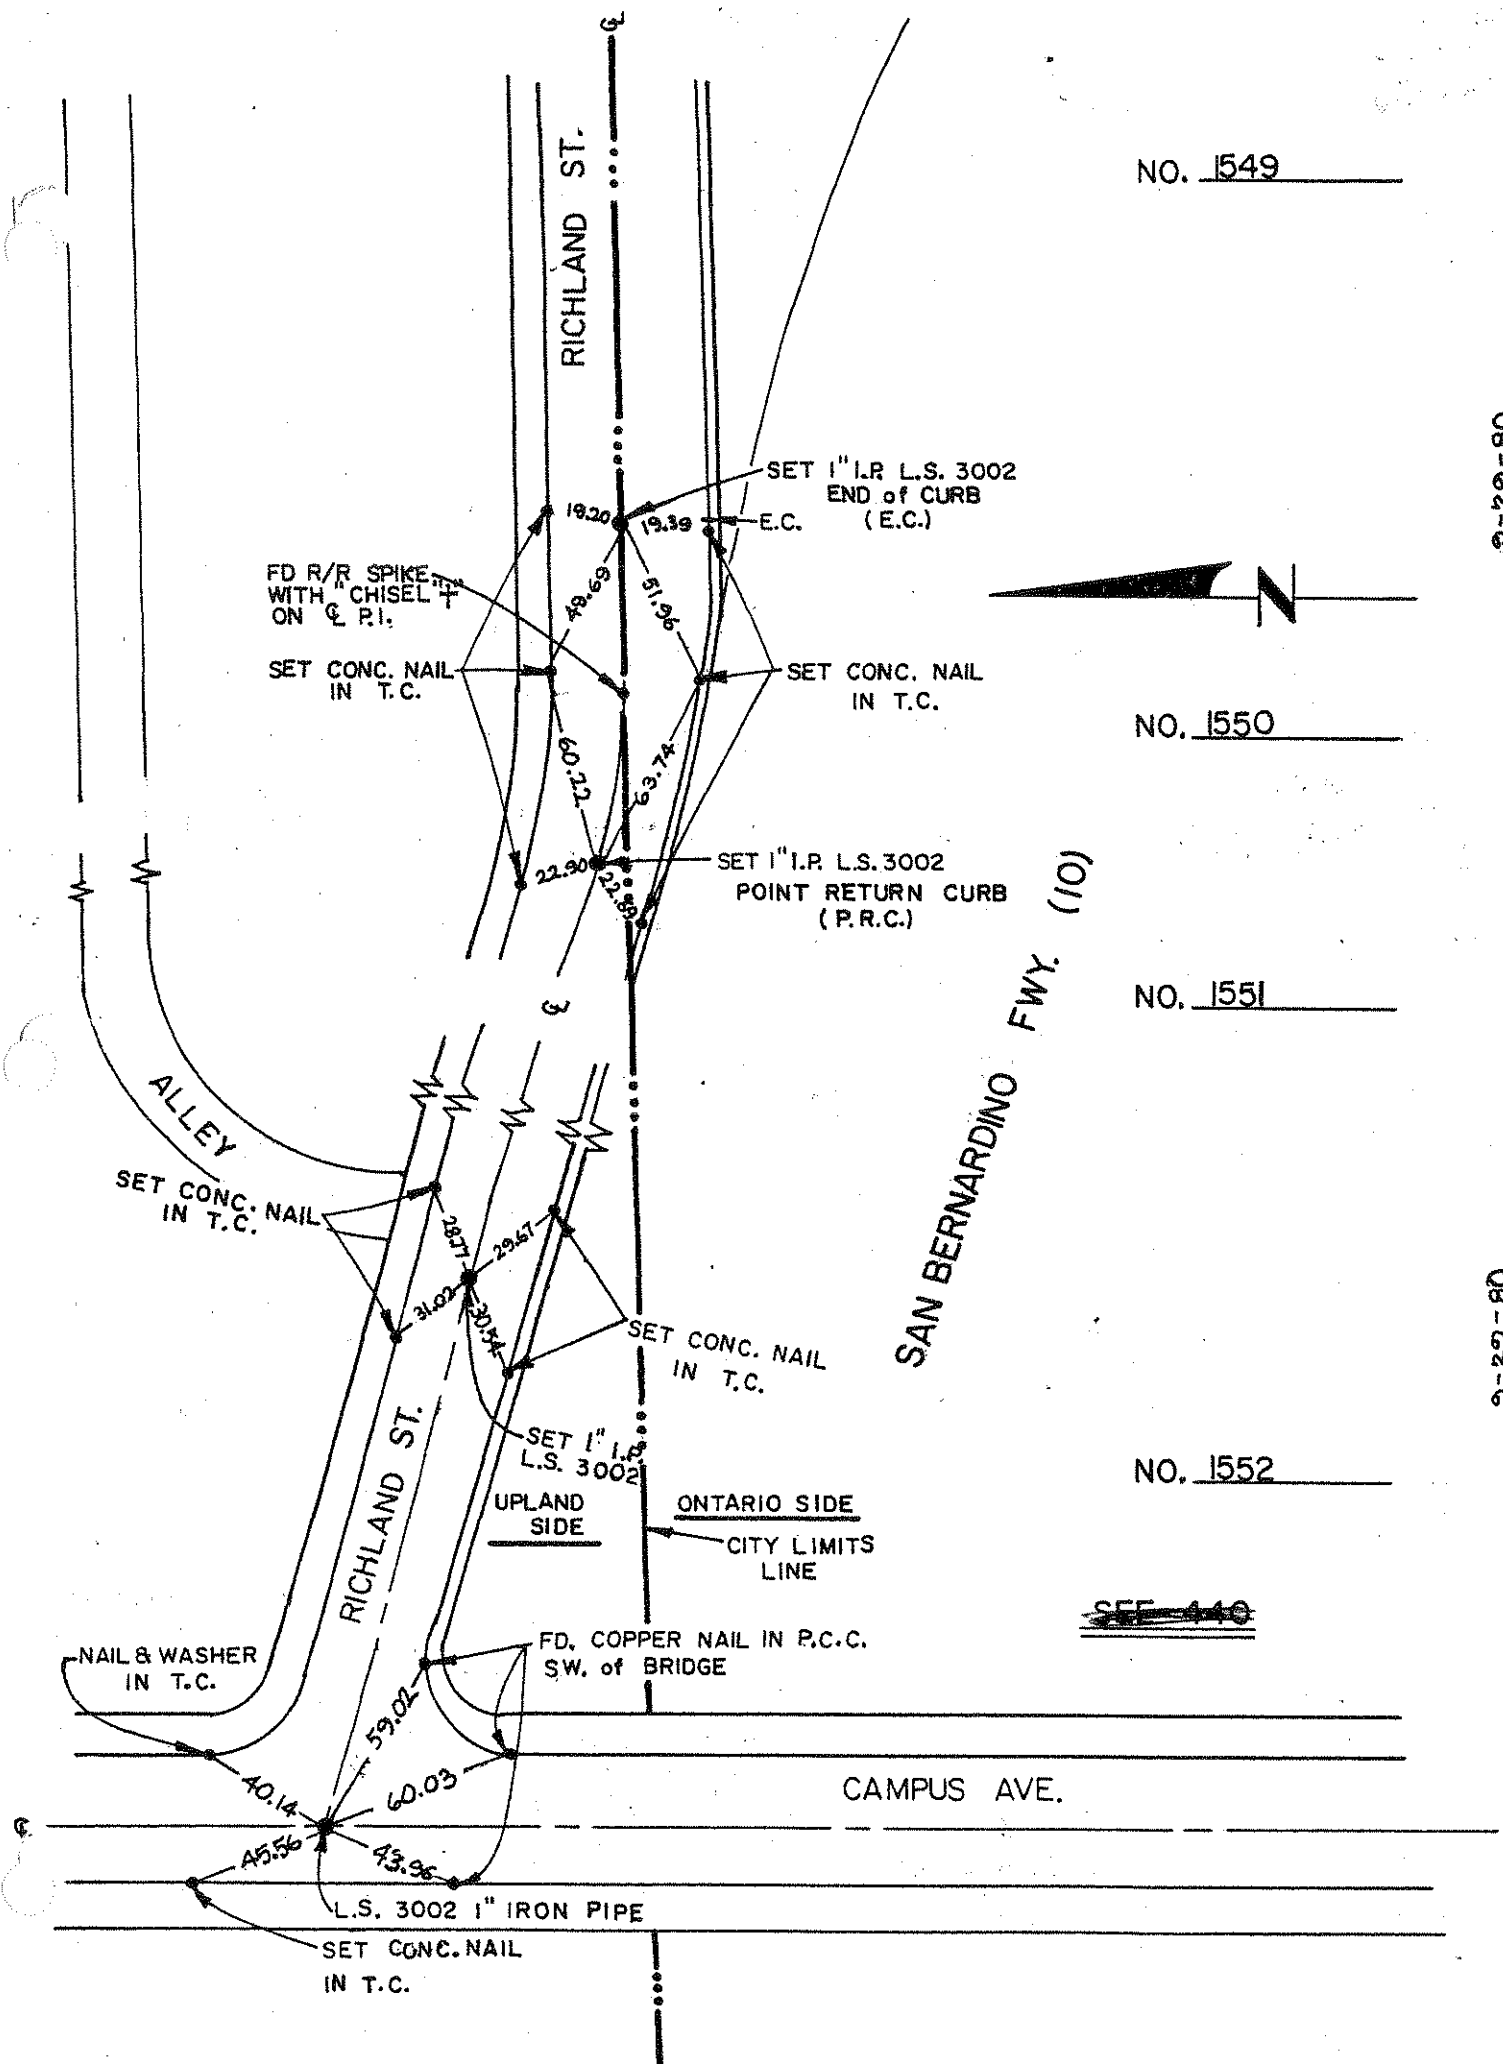 ℄
RICHLAND ST.
NO. 1549
SET 1" I.P. L.S. 3002
END of CURB
(E.C.)
18.20
19.39
E.C.
FD R/R SPIKE
WITH "CHISEL" "†"
ON ℄ P.I.
49.69
51.96
N
SET CONC. NAIL
IN T.C.
SET CONC. NAIL
IN T.C.
NO. 1550
60.22
63.74
22.90
22.89
SET 1" I.P. L.S. 3002
POINT RETURN CURB
(P.R.C.)
SAN BERNARDINO FWY. (10)
℄
NO. 1551
ALLEY
SET CONC. NAIL
IN T.C.
28.77
29.67
31.02
30.54
SET CONC. NAIL
IN T.C.
SET 1" I.P.
L.S. 3002
RICHLAND ST.
NO. 1552
UPLAND
SIDE
ONTARIO SIDE
CITY LIMITS
LINE
SEE 440
NAIL & WASHER
IN T.C.
FD. COPPER NAIL IN P.C.C.
SW. of BRIDGE
59.02
60.03
40.14
CAMPUS AVE.
℄
45.56
43.96
L.S. 3002 1" IRON PIPE
SET CONC. NAIL
IN T.C.